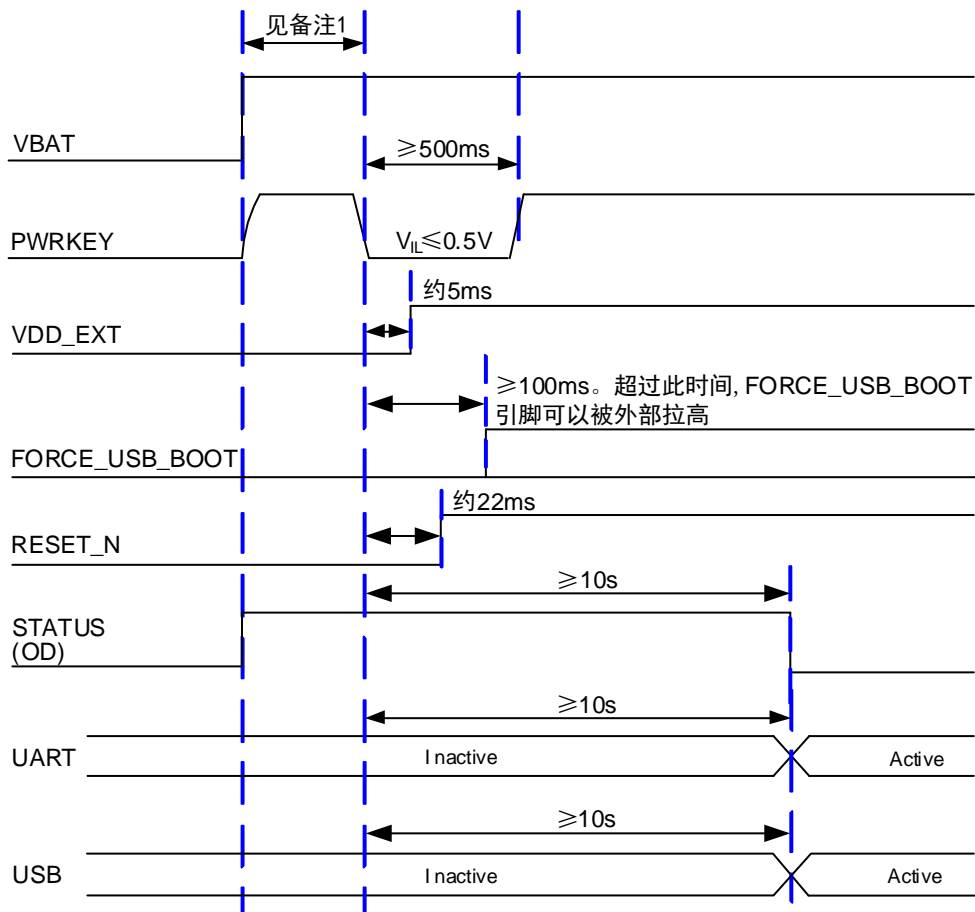 见备注1
VBAT
≥500ms
PWRKEY
VIL≤0.5V
约5ms
VDD_EXT
≥100ms。超过此时间, FORCE_USB_BOOT
引脚可以被外部拉高
FORCE_USB_BOOT
约22ms
RESET_N
≥10s
STATUS
(OD)
≥10s
UART
Inactive
Active
≥10s
USB
Inactive
Active